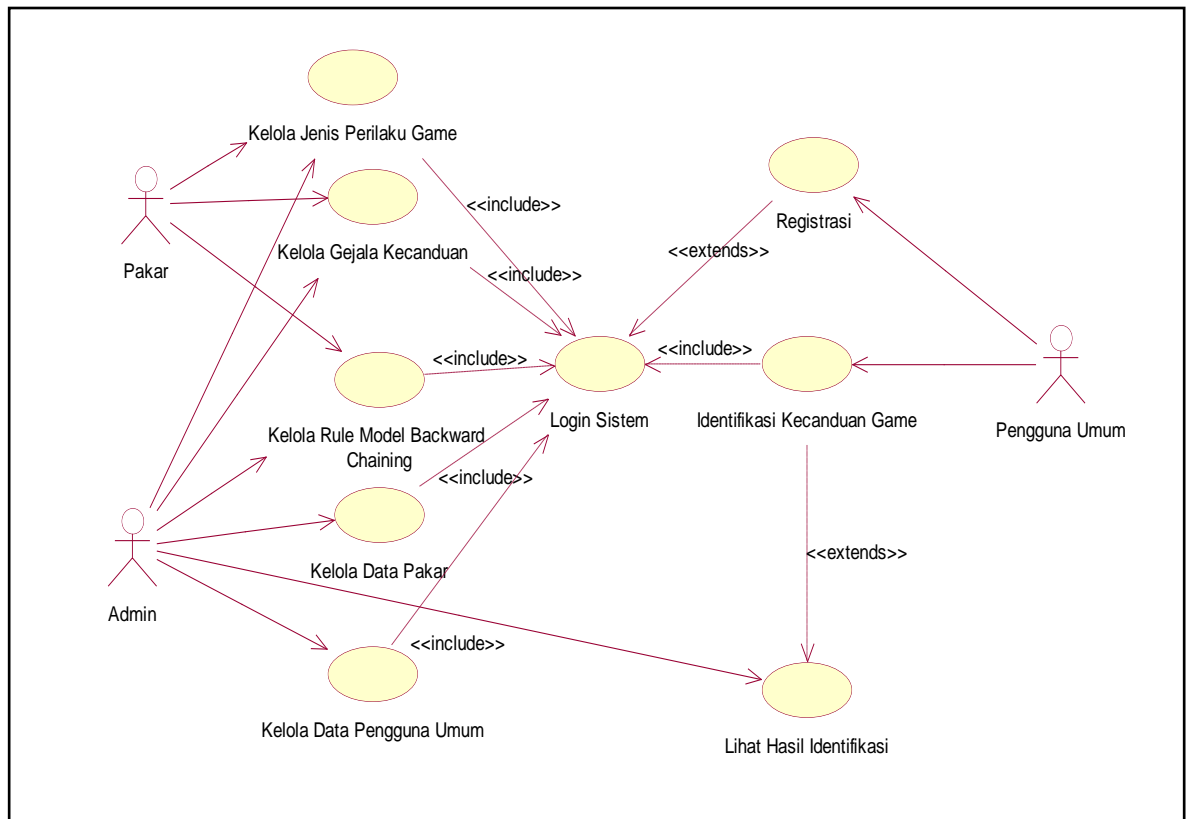 Kelola Jenis Perilaku Game
<<include>>
Registrasi
Pakar
Kelola Gejala Kecanduan
<<include>>
<<extends>>
<<include>>
<<include>>
Login Sistem
Identifikasi Kecanduan Game
Pengguna Umum
Kelola Rule Model Backward
Chaining
<<include>>
Kelola Data Pakar
<<extends>>
Admin
<<include>>
Kelola Data Pengguna Umum
Lihat Hasil Identifikasi